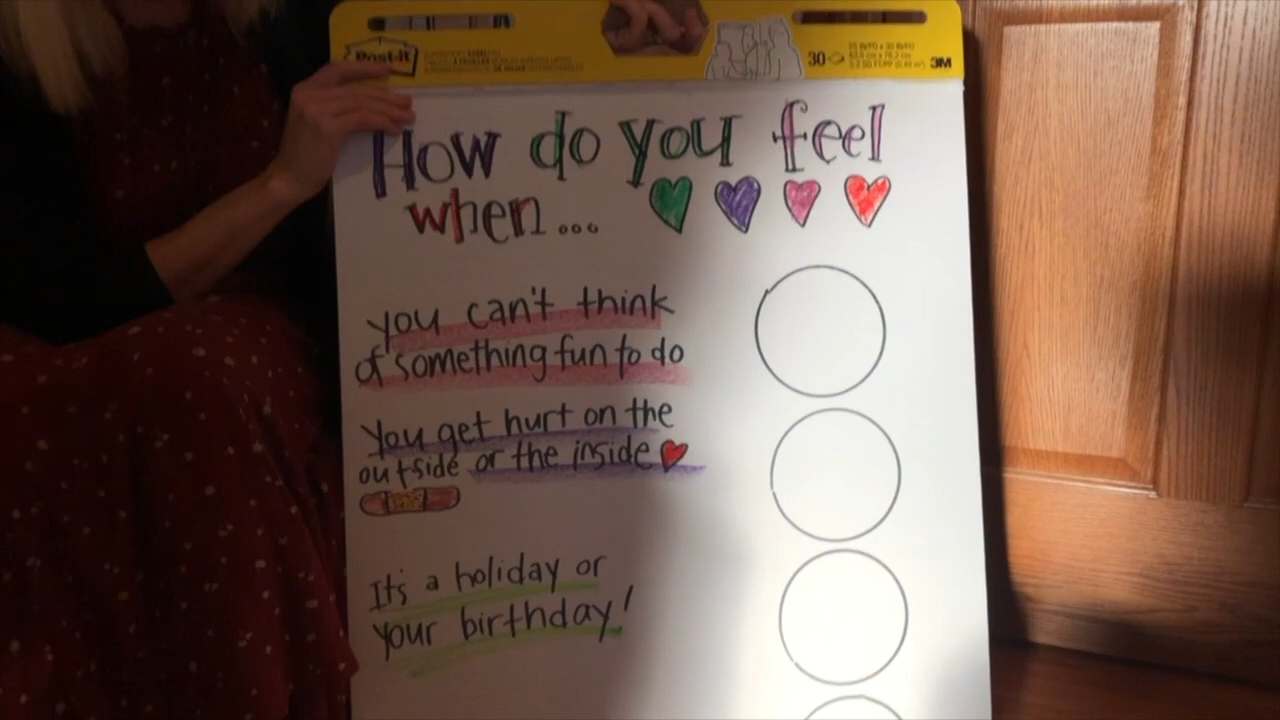 Post-it
30
3M
How do you feel
when...
you can't think
of something fun to do
You get hurt on the
outside or the inside
It's a holiday or
your birthday!